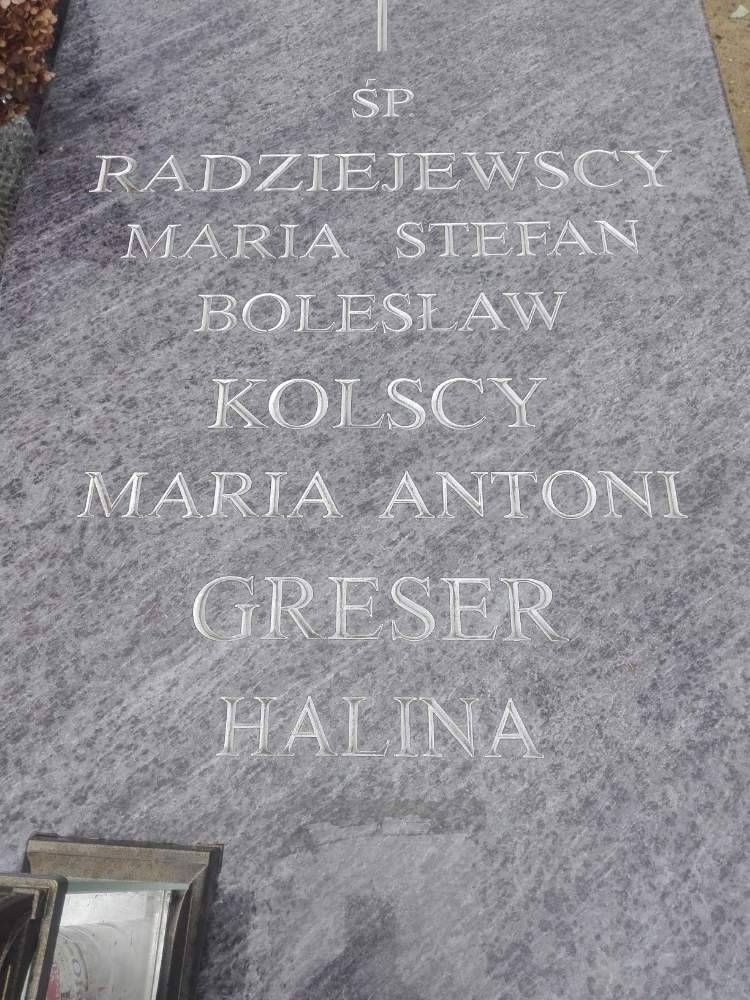 ŚP.
RADZIEJEWSCY
MARIA STEFAN
BOLESŁAW
KOLSCY
MARIA ANTONI
GRESER
HALINA